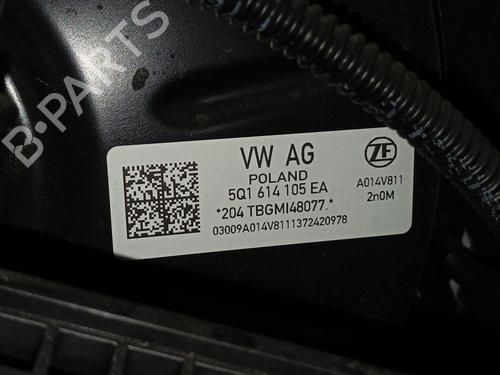 B-PARTS
VW AG
POLAND
5Q1 614 105 EA
*204 TBGMI48077.*
03009A014V8111372420978
ZF
A014V811
2n0M